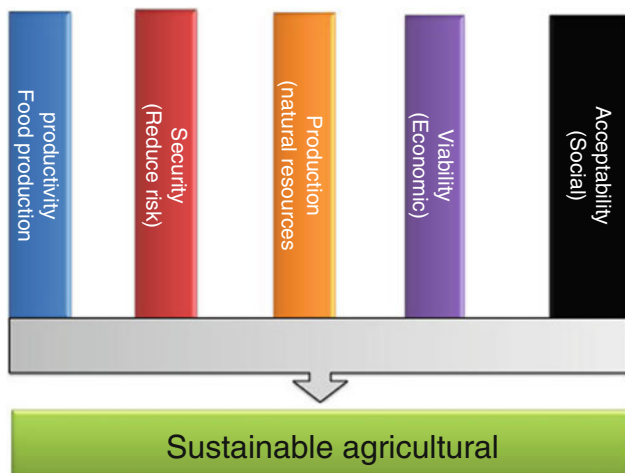 productivity
Food production
Security
(Reduce risk)
Production
(natural resources
Viability
(Economic)
Acceptability
(Social)
Sustainable agricultural